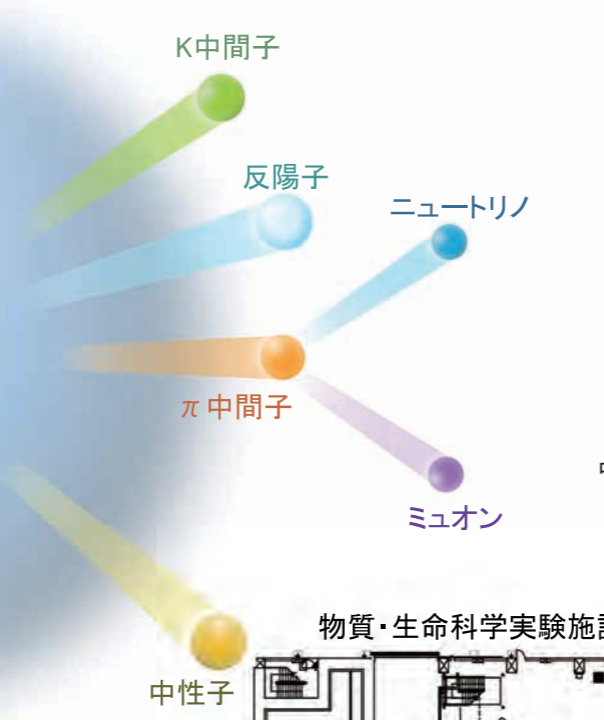 K中間子
反陽子
ニュートリノ
π中間子
ミュオン
物質・生命科学実験施
中性子